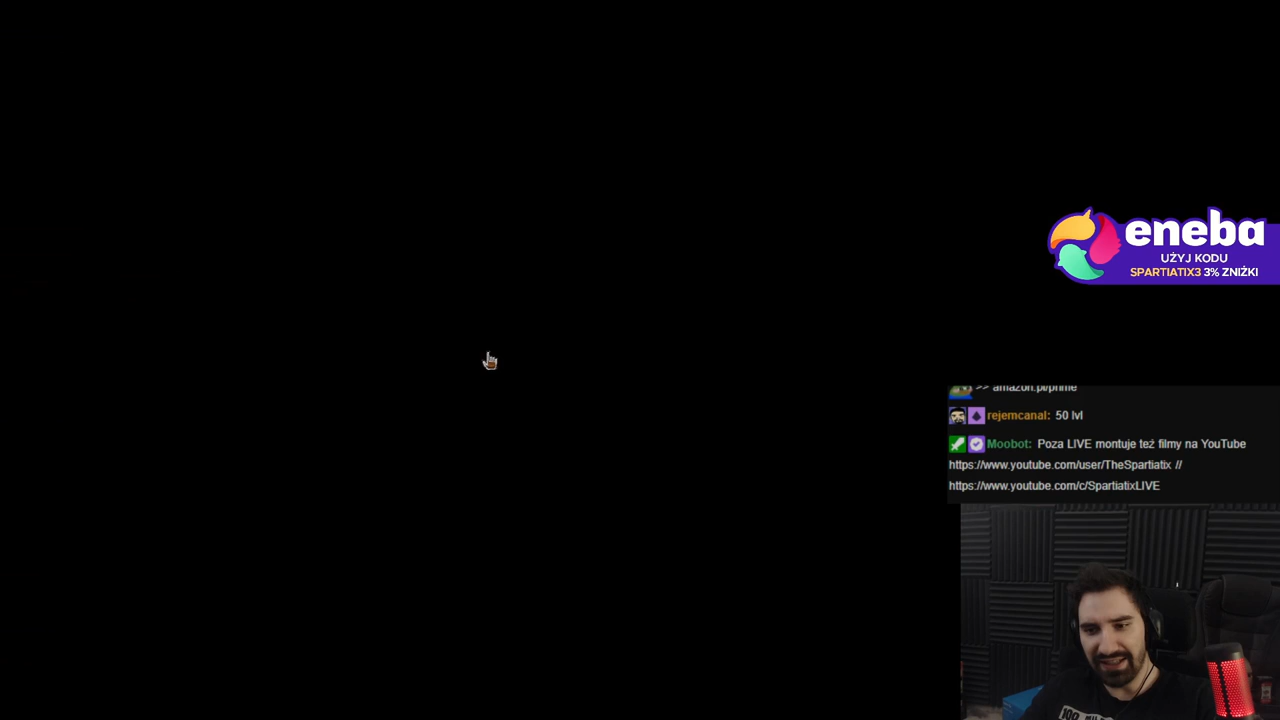 eneba
UŻYJ KODU
SPARTIATIX3 3% ZNIŻKI
>> amazon.pl/prime
rejemcanal: 50 lvl
Moobot: Poza LIVE montuje też filmy na YouTube
https://www.youtube.com/user/TheSpartiatix //
https://www.youtube.com/c/SpartiatixLIVE
100